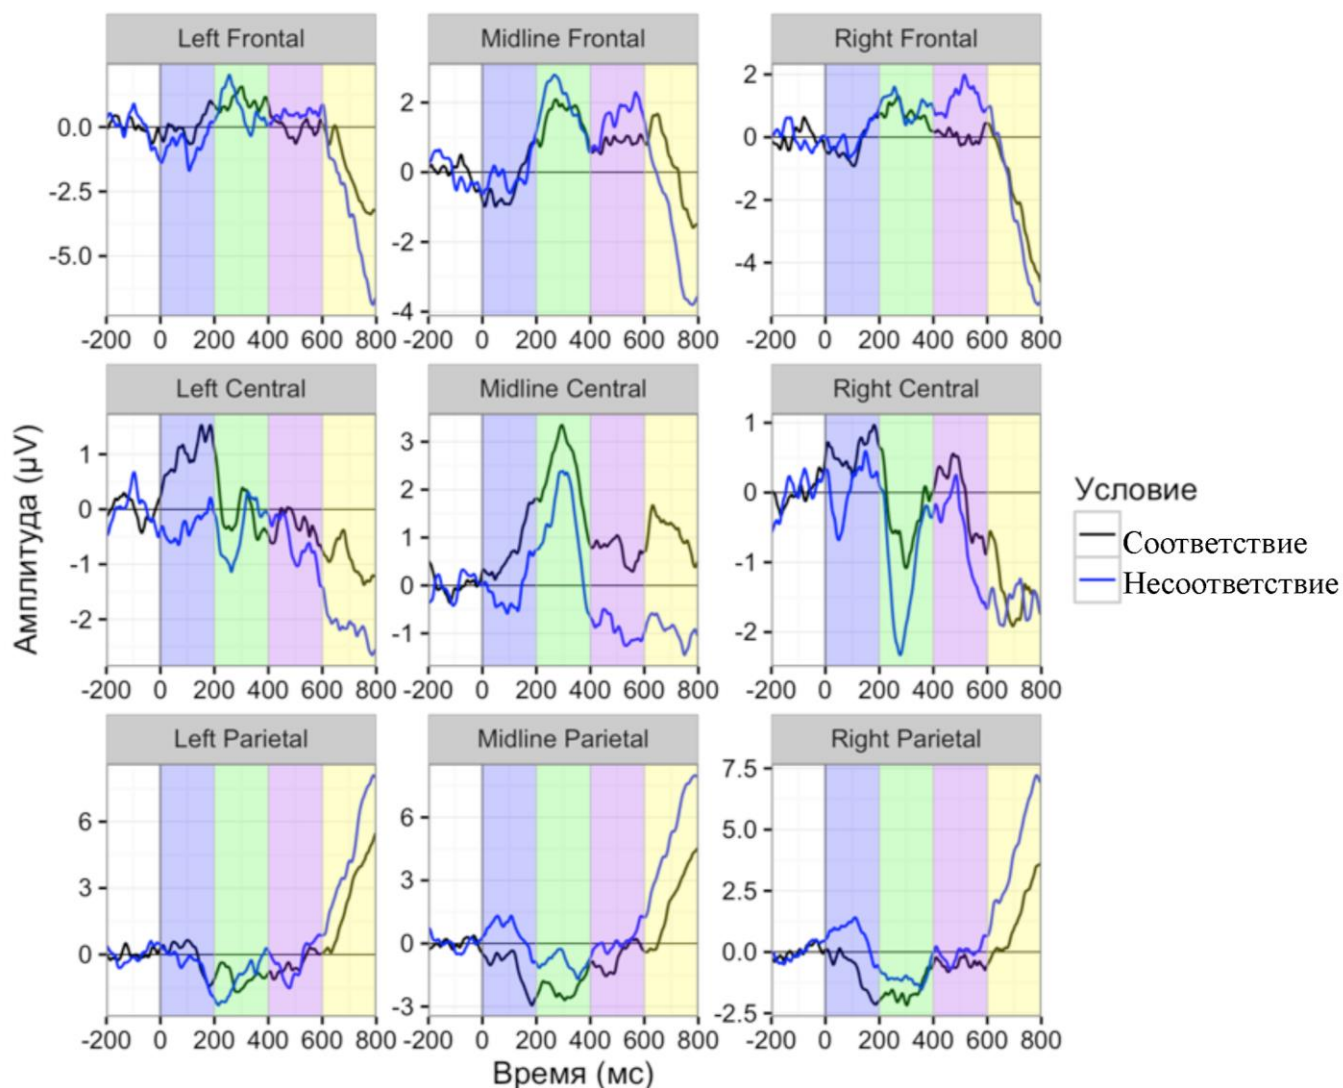 Left Frontal
Midline Frontal
Right Frontal
0.0
-2.5
-5.0
2
0
-2
-4
2
0
-2
-4
-200 0 200 400 600 800
-200 0 200 400 600 800
-200 0 200 400 600 800
Left Central
Midline Central
Right Central
1
0
-1
-2
3
2
1
0
-1
1
0
-1
-2
-200 0 200 400 600 800
-200 0 200 400 600 800
-200 0 200 400 600 800
Left Parietal
Midline Parietal
Right Parietal
6
3
0
6
3
0
-3
7.5
5.0
2.5
0.0
-2.5
-200 0 200 400 600 800
-200 0 200 400 600 800
-200 0 200 400 600 800
Амплитуда (μV)
Время (мс)
Условие
Соответствие
Несоответствие